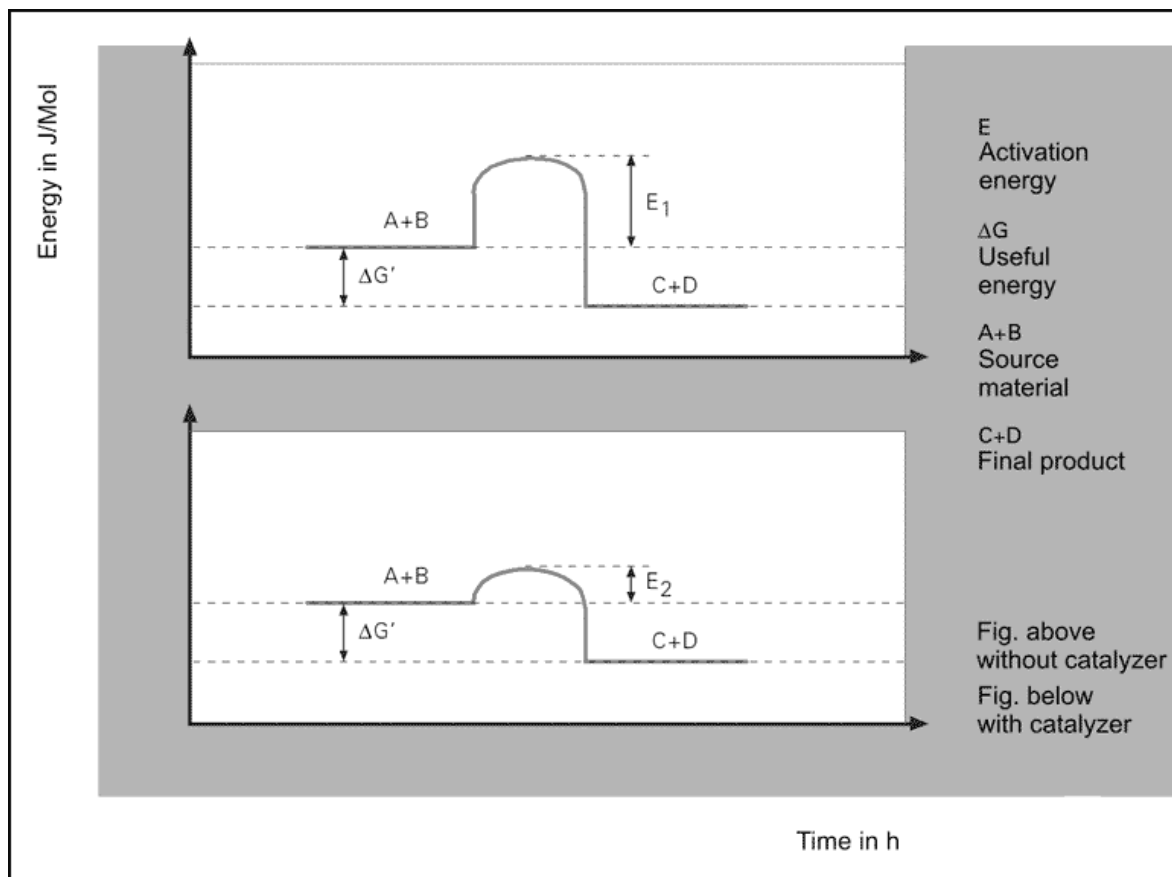 Energy in J/Mol
A+B
E1
ΔG'
C+D
A+B
E2
ΔG'
C+D
E
Activation
energy
ΔG
Useful
energy
A+B
Source
material
C+D
Final product
Fig. above
without catalyzer
Fig. below
with catalyzer
Time in h